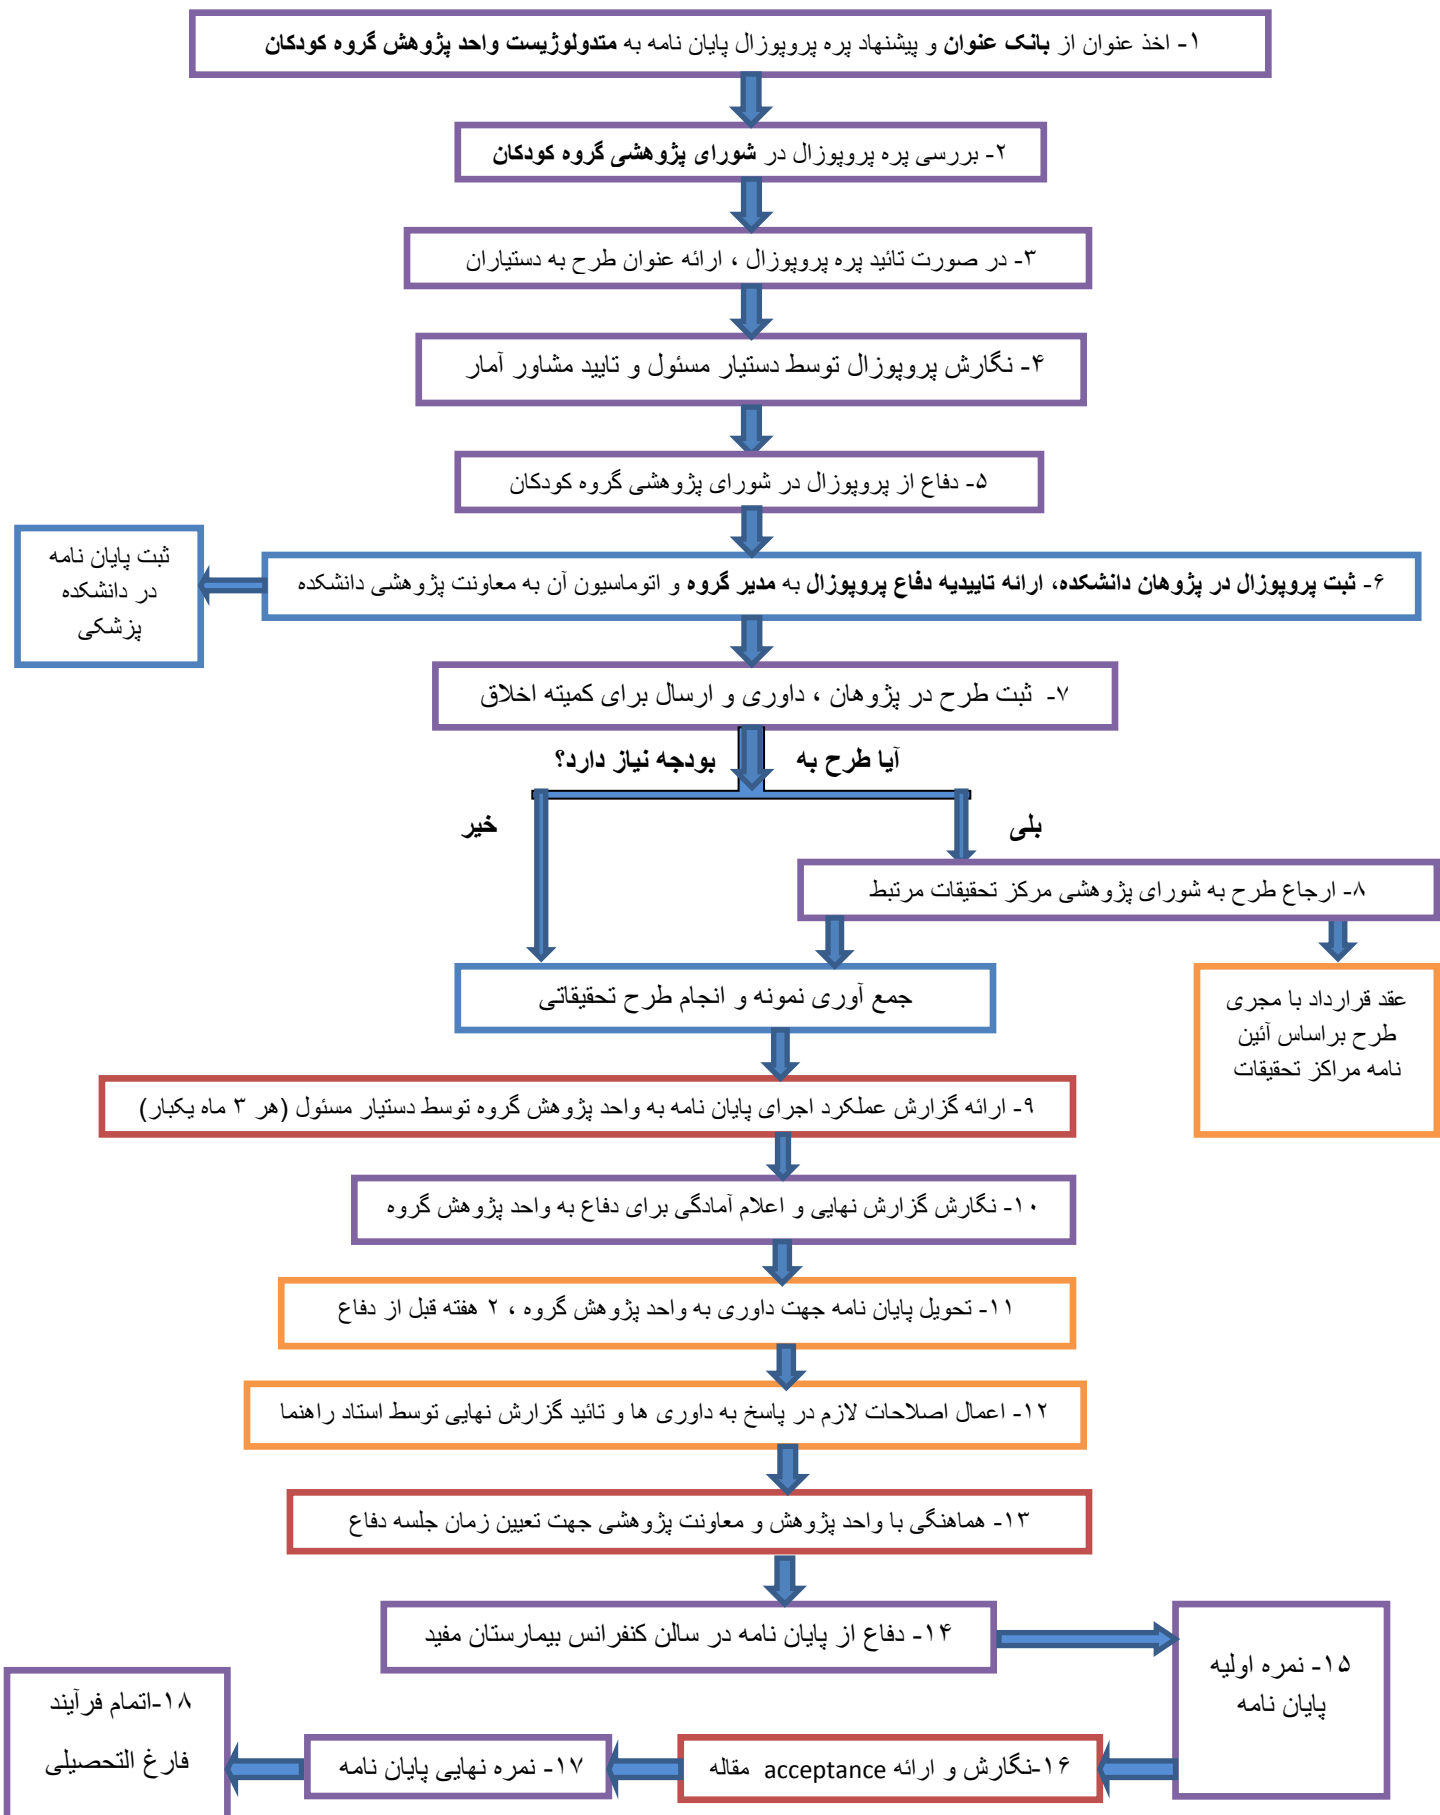 ۱- اخذ عنوان از بانک عنوان و پیشنهاد پره پروپوزال پایان نامه به متدولوژیست واحد پژوهش گروه کودکان
۲- بررسی پره پروپوزال در شورای پژوهشی گروه کودکان
۳- در صورت تائید پره پروپوزال ، ارائه عنوان طرح به دستیاران
۴- نگارش پروپوزال توسط دستیار مسئول و تایید مشاور آمار
۵- دفاع از پروپوزال در شورای پژوهشی گروه کودکان
۶- ثبت پروپوزال در پژوهان دانشکده، ارائه تاییدیه دفاع پروپوزال به مدیر گروه و اتوماسیون آن به معاونت پژوهشی دانشکده
ثبت پایان نامه
در دانشکده
پزشکی
۷- ثبت طرح در پژوهان ، داوری و ارسال برای کمیته اخلاق
آیا طرح به بودجه نیاز دارد؟
بلی
خیر
۸- ارجاع طرح به شورای پژوهشی مرکز تحقیقات مرتبط
عقد قرارداد با مجری
طرح براساس آئین
نامه مراکز تحقیقات
جمع آوری نمونه و انجام طرح تحقیقاتی
۹- ارائه گزارش عملکرد اجرای پایان نامه به واحد پژوهش گروه توسط دستیار مسئول (هر ۳ ماه یکبار)
۱۰- نگارش گزارش نهایی و اعلام آمادگی برای دفاع به واحد پژوهش گروه
۱۱- تحویل پایان نامه جهت داوری به واحد پژوهش گروه ، ۲ هفته قبل از دفاع
۱۲- اعمال اصلاحات لازم در پاسخ به داوری ها و تائید گزارش نهایی توسط استاد راهنما
۱۳- هماهنگی با واحد پژوهش و معاونت پژوهشی جهت تعیین زمان جلسه دفاع
۱۴- دفاع از پایان نامه در سالن کنفرانس بیمارستان مفید
۱۵- نمره اولیه
پایان نامه
۱۶-نگارش و ارائه acceptance مقاله
۱۷- نمره نهایی پایان نامه
۱۸-اتمام فرآیند
فارغ التحصیلی